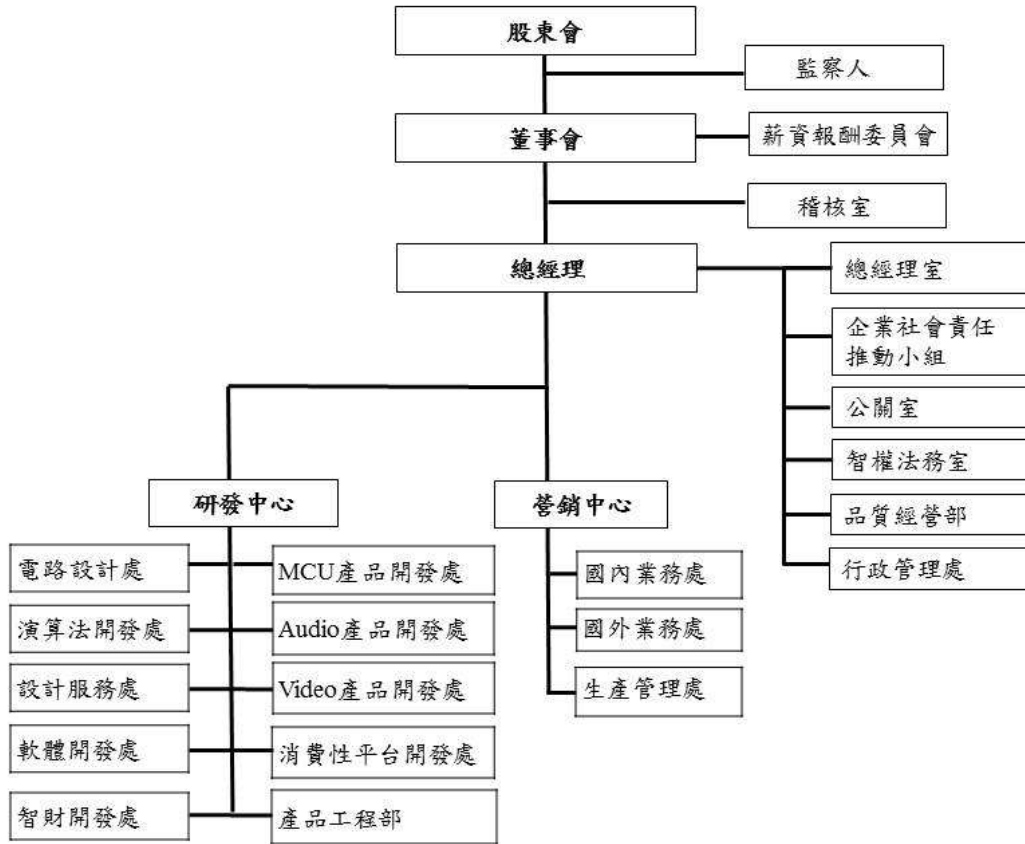 股東會
監察人
董事會
薪資報酬委員會
稽核室
總經理
總經理室
企業社會責任
推動小組
公關室
智權法務室
品質經營部
行政管理處
研發中心
營銷中心
電路設計處
MCU產品開發處
演算法開發處
Audio產品開發處
設計服務處
Video產品開發處
軟體開發處
消費性平台開發處
智財開發處
產品工程部
國內業務處
國外業務處
生產管理處